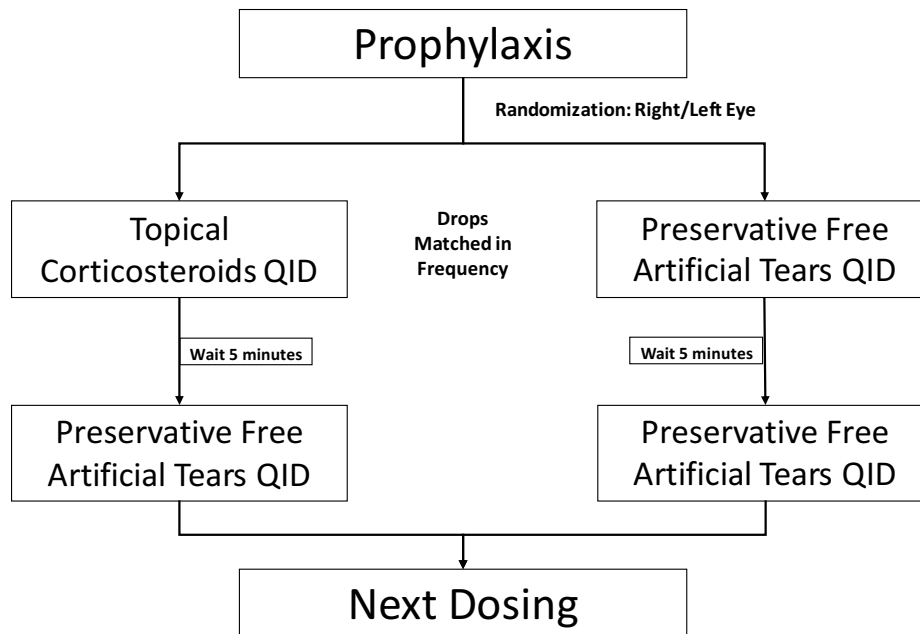 Prophylaxis
Randomization: Right/Left Eye
Topical
Corticosteroids QID
Drops
Matched in
Frequency
Preservative Free
Artificial Tears QID
Wait 5 minutes
Wait 5 minutes
Preservative Free
Artificial Tears QID
Preservative Free
Artificial Tears QID
Next Dosing